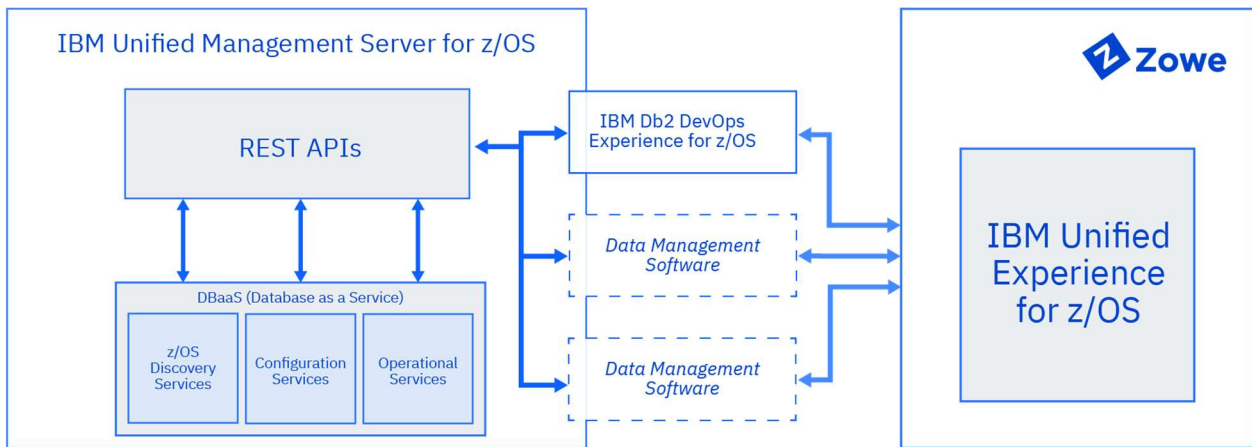 IBM Unified Management Server for z/OS
REST APIs
DBaaS (Database as a Service)
z/OS
Discovery
Services
Configuration
Services
Operational
Services
IBM Db2 DevOps
Experience for z/OS
Data Management
Software
Data Management
Software
Z Zowe
IBM Unified
Experience
for z/OS